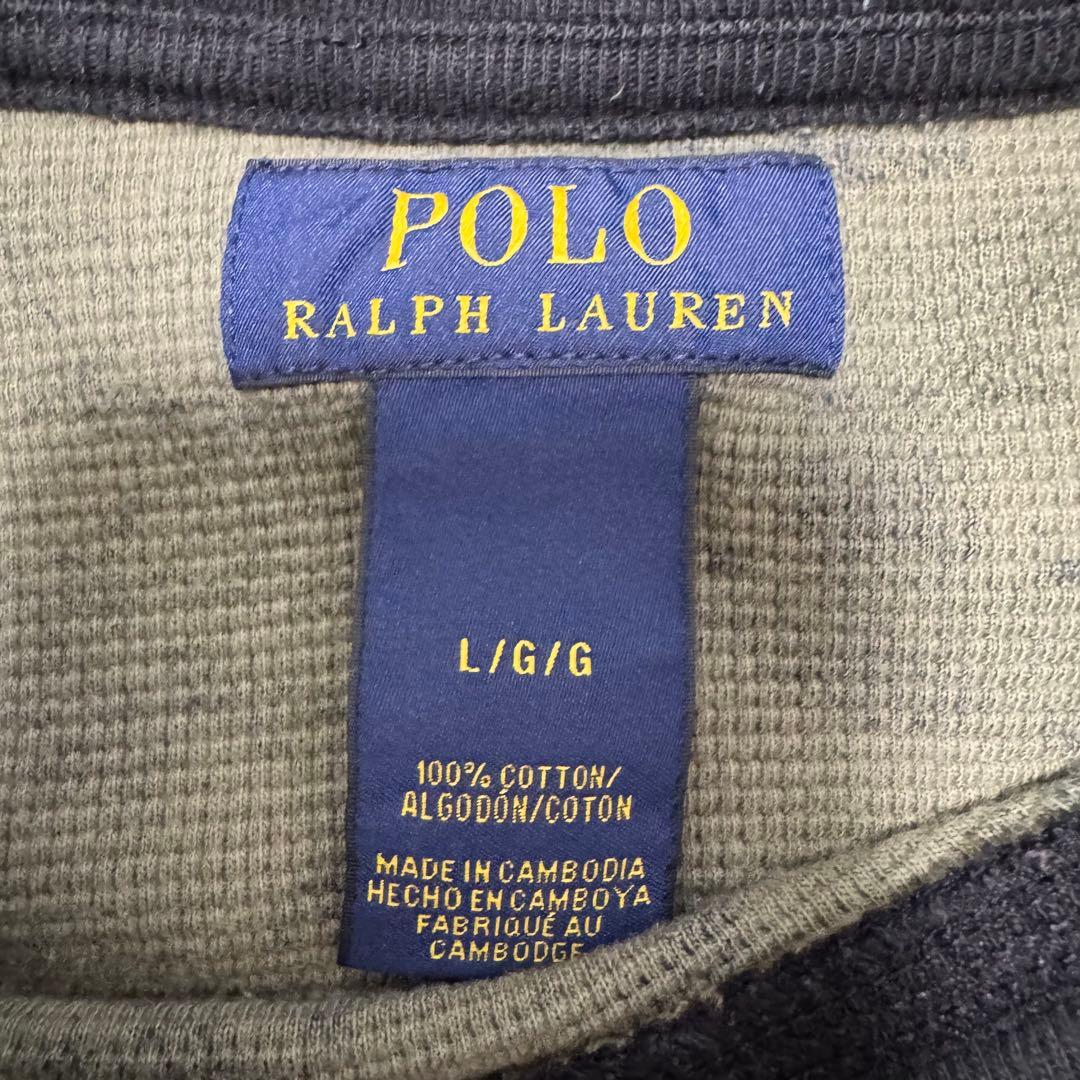 POLO
RALPH LAUREN
L/G/G
100% COTTON/
ALGODÓN/COTON
MADE IN CAMBODIA
HECHO EN CAMBOYA
FABRIQUÉ AU
CAMBODGE